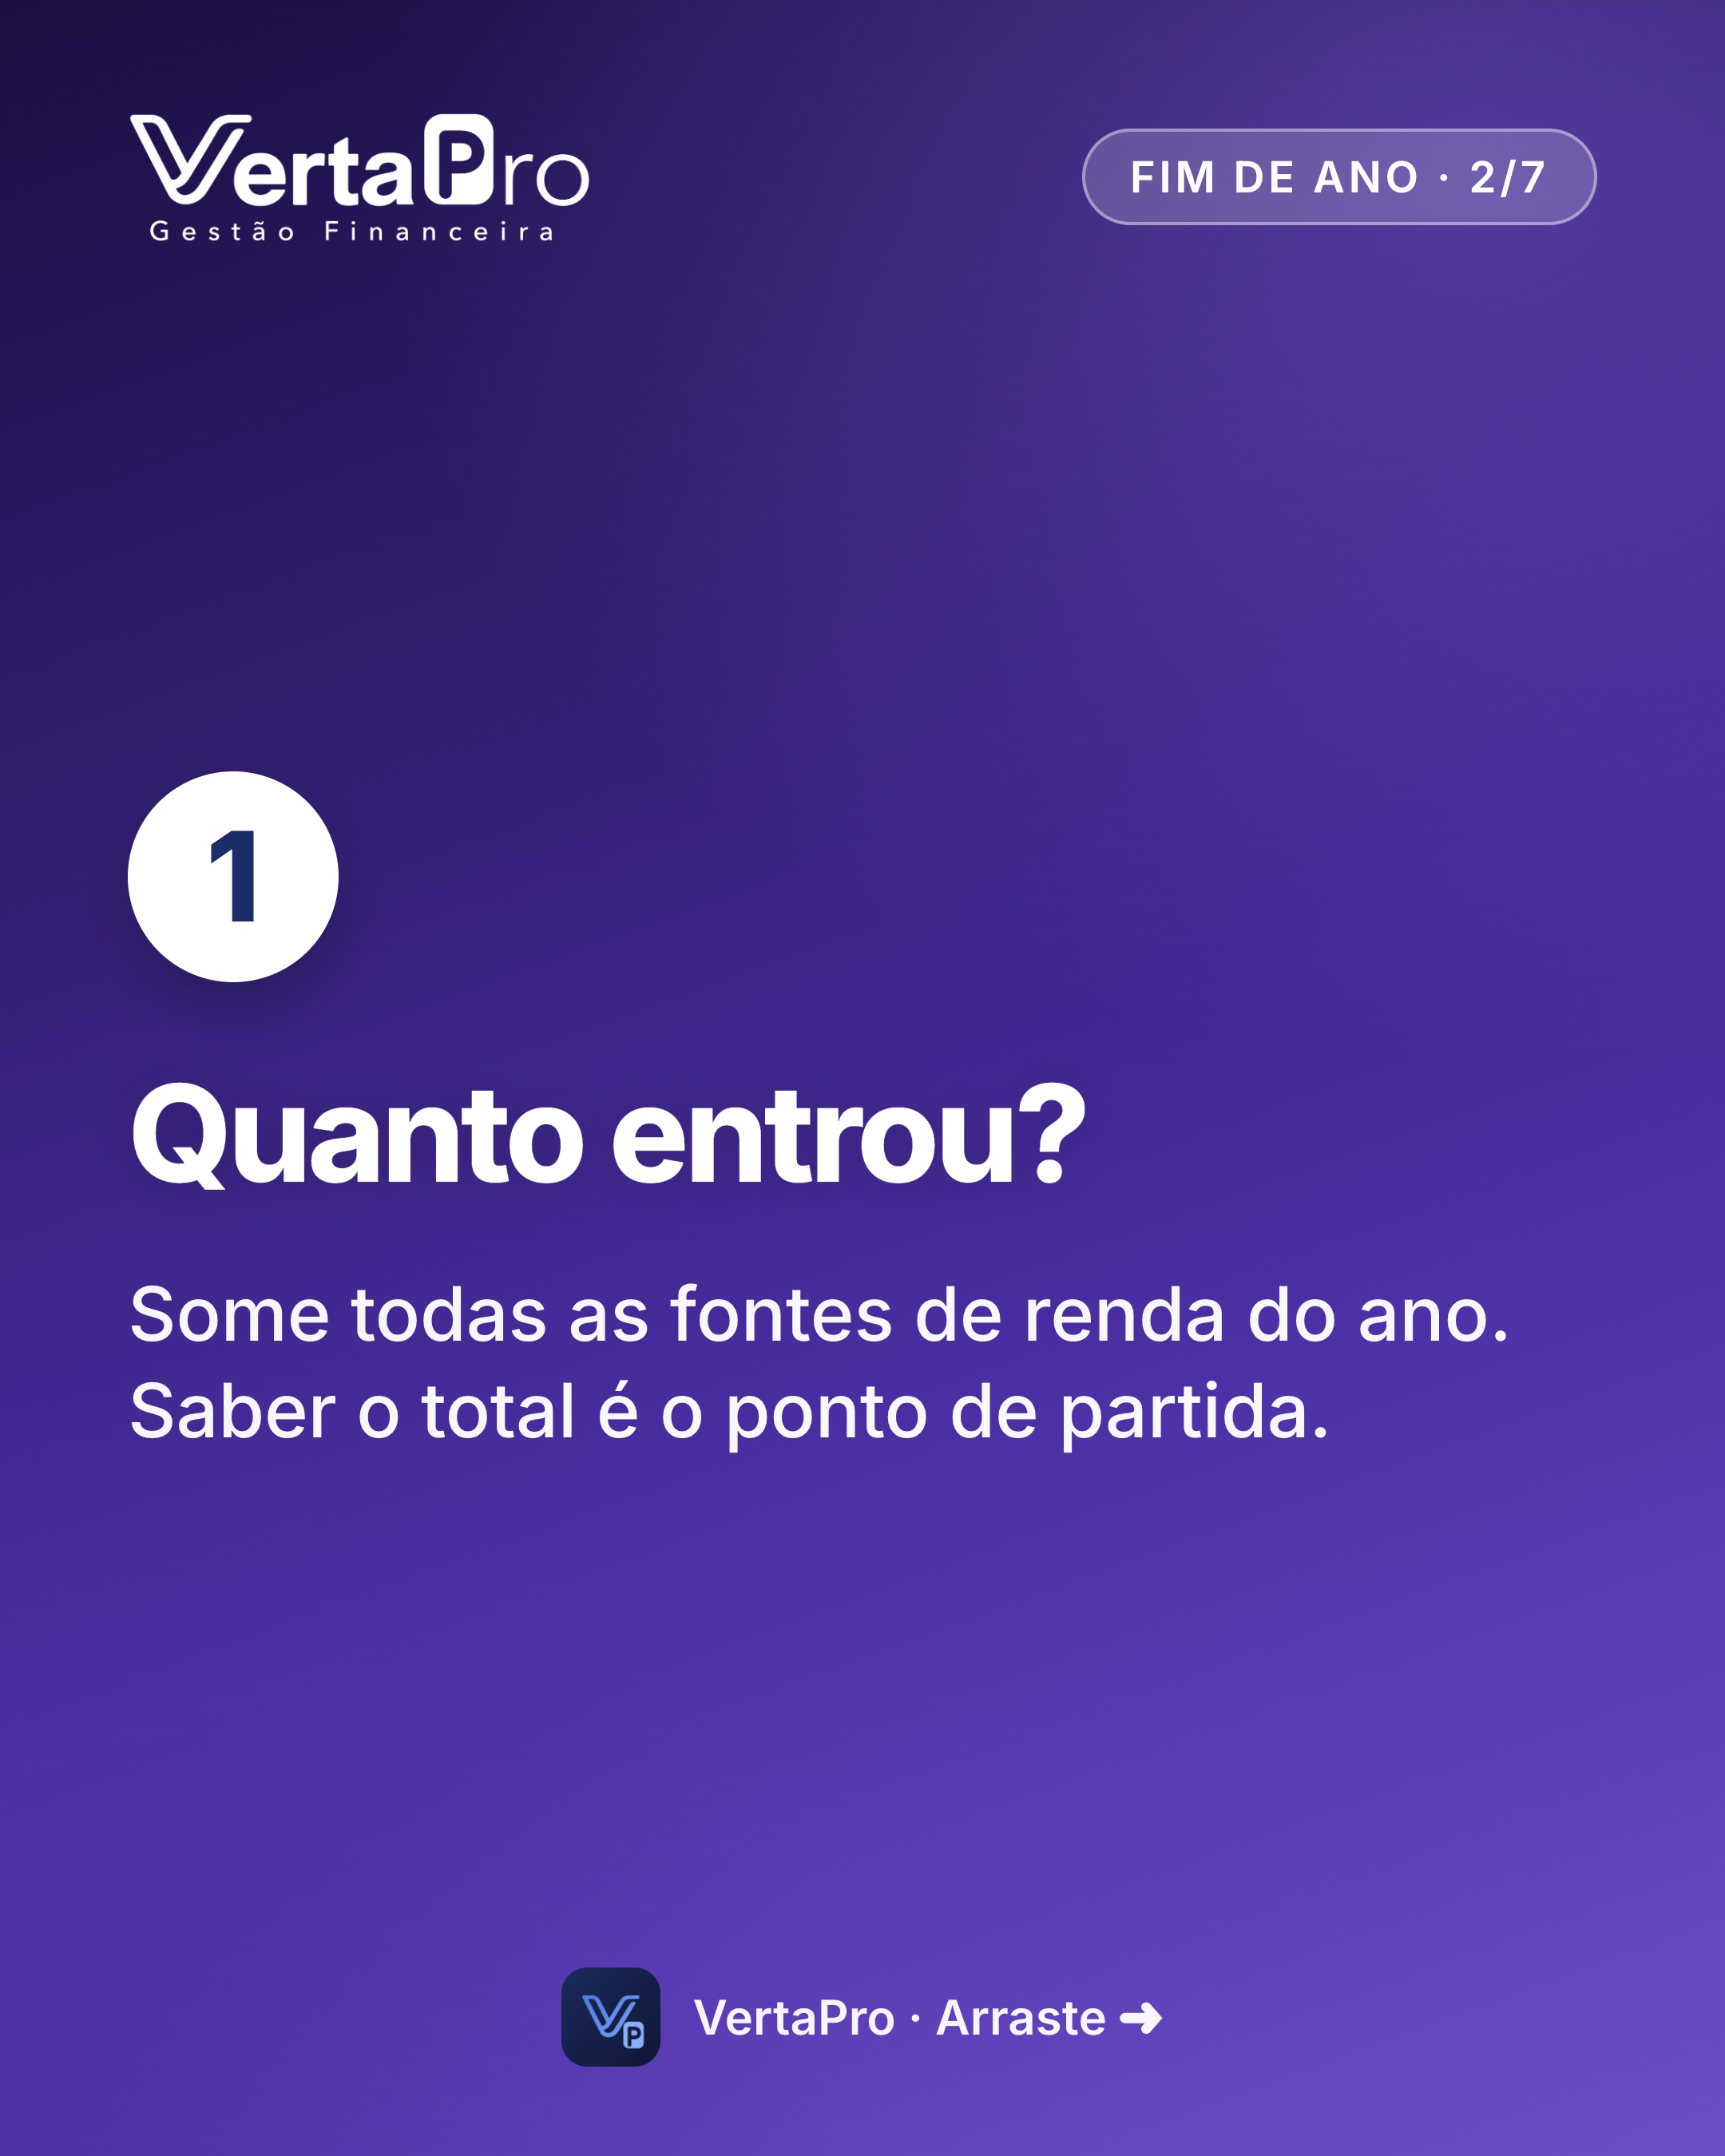 VertaPro
Gestão Financeira
FIM DE ANO · 2/7
1
Quanto entrou?
Some todas as fontes de renda do ano.
Saber o total é o ponto de partida.
VP
VertaPro · Arraste ➜